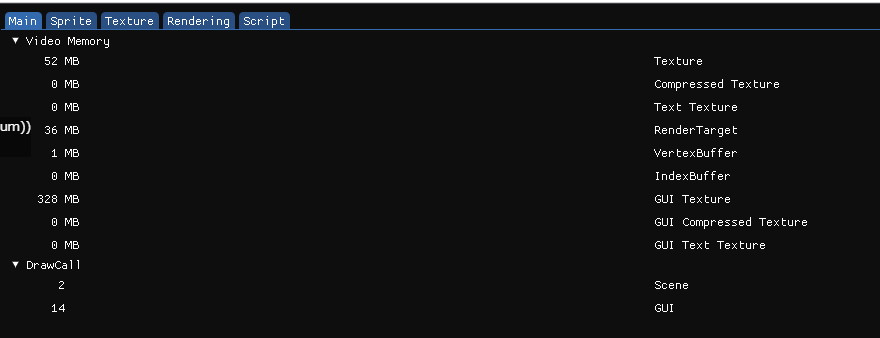 Main Sprite Texture Rendering Script
▼ Video Memory
52 MB Texture
0 MB Compressed Texture
0 MB Text Texture
um))
36 MB RenderTarget
1 MB VertexBuffer
0 MB IndexBuffer
328 MB GUI Texture
0 MB GUI Compressed Texture
0 MB GUI Text Texture
▼ DrawCall
2 Scene
14 GUI